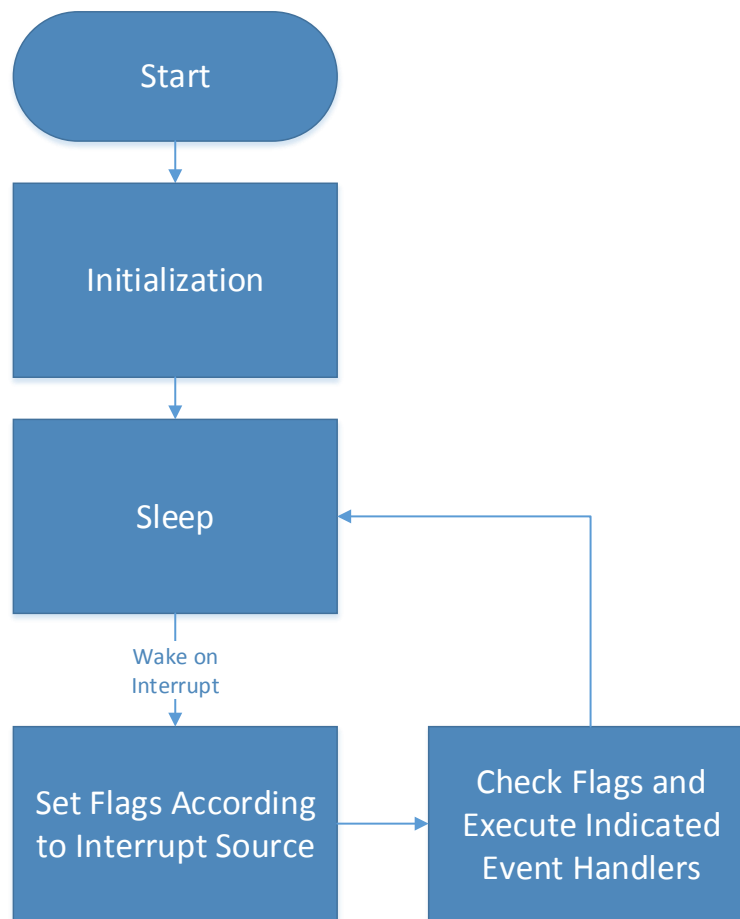 Start
Initialization
Sleep
Wake on
Interrupt
Set Flags According
to Interrupt Source
Check Flags and
Execute Indicated
Event Handlers